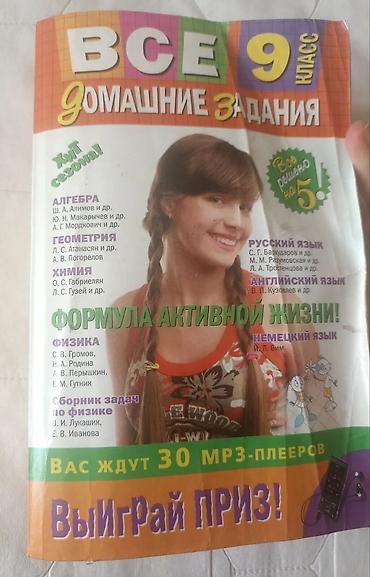 ВСЕ 9 КЛАСС
ДОМАШНИЕ ЗАДАНИЯ
Хит сезона!
Все решено на 5!
АЛГЕБРА
Ш. А. Алимов и др.
Ю. Н. Макарычев и др.
А. Г. Мордкович и др.
ГЕОМЕТРИЯ
Л. С. Атанасян и др.
А. В. Погорелов
ХИМИЯ
О. С. Габриелян
Л. С. Гузей и др.
РУССКИЙ ЯЗЫК
С. Г. Бархударов и др.
М. М. Разумовская и др.
Л. А. Тростенцова и др.
АНГЛИЙСКИЙ ЯЗЫК
В. П. Кузовлев и др.
ФОРМУЛА АКТИВНОЙ ЖИЗНИ!
ФИЗИКА
С. В. Громов,
Н. А. Родина
А. В. Перышкин,
Е. М. Гутник
НЕМЕЦКИЙ ЯЗЫК
И. Л. Бим
Сборник задач
по физике
В. И. Лукашик,
Е. В. Иванова
ВАС ЖДУТ 30 МР3-ПЛЕЕРОВ
ВЫИГРАЙ ПРИЗ!